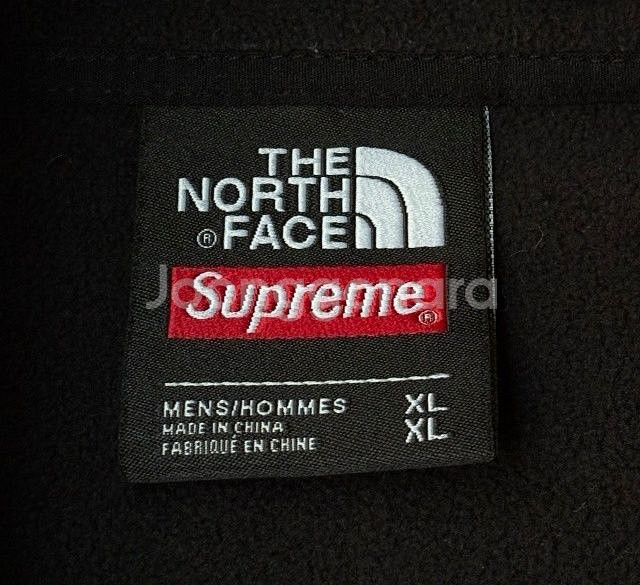 THE
NORTH
® FACE
Supreme®
MENS/HOMMES XL
MADE IN CHINA XL
FABRIQUÉ EN CHINE